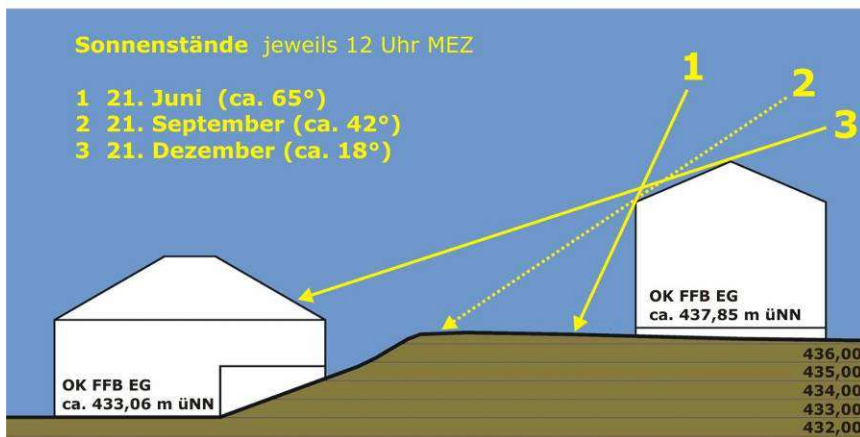 Sonnenstände jeweils 12 Uhr MEZ
1 21. Juni (ca. 65°)
2 21. September (ca. 42°)
3 21. Dezember (ca. 18°)
1
2
3
OK FFB EG
ca. 437,85 m üNN
OK FFB EG
ca. 433,06 m üNN
436,00
435,00
434,00
433,00
432,00